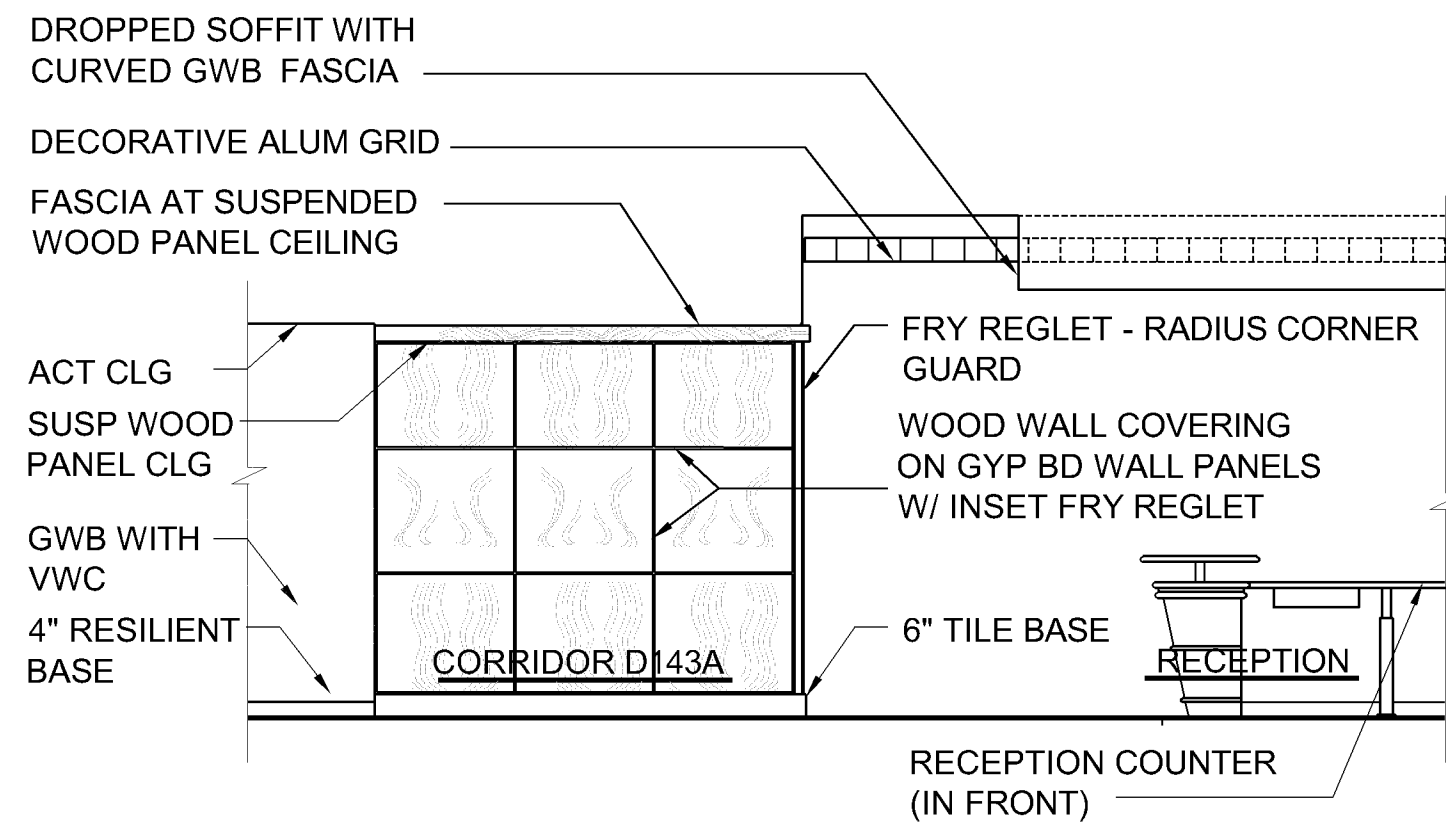 DROPPED SOFFIT WITH
CURVED GWB FASCIA
DECORATIVE ALUM GRID
FASCIA AT SUSPENDED
WOOD PANEL CEILING
ACT CLG
SUSP WOOD
PANEL CLG
GWB WITH
VWC
4" RESILIENT
BASE
CORRIDOR D143A
FRY REGLET - RADIUS CORNER
GUARD
WOOD WALL COVERING
ON GYP BD WALL PANELS
W/ INSET FRY REGLET
6" TILE BASE
RECEPTION
RECEPTION COUNTER
(IN FRONT)